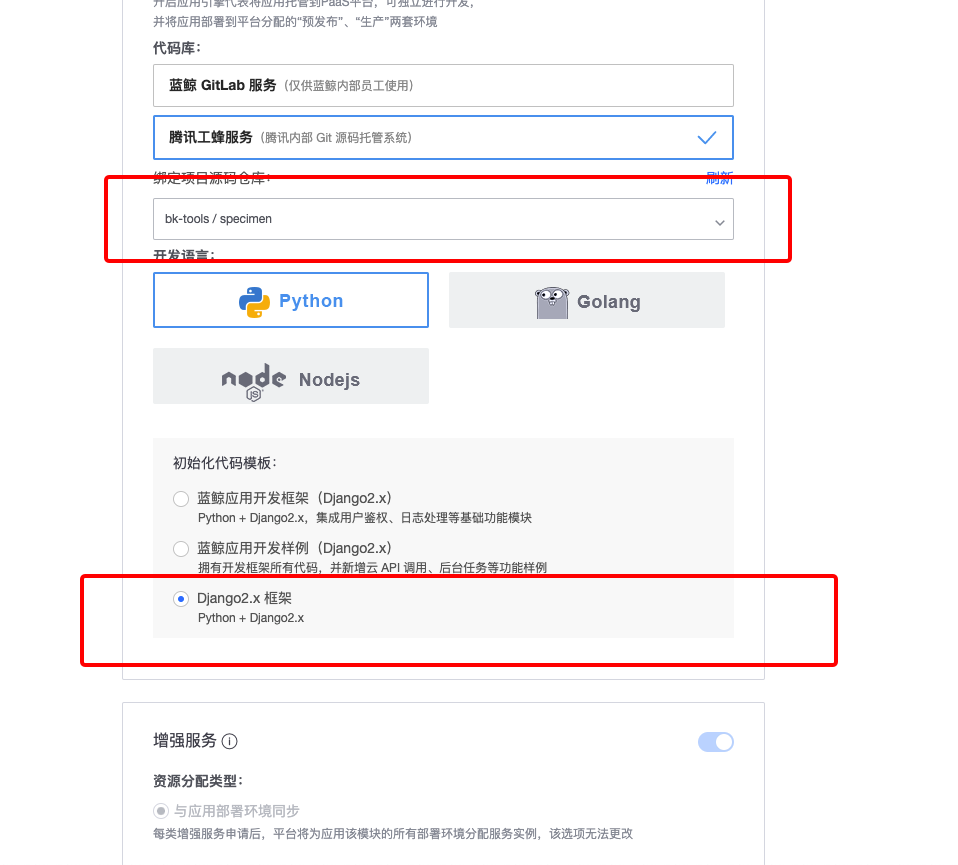 开启应用引擎代表将应用托管到PaaS平台，可独立进行开发，
并将应用部署到平台分配的“预发布”、“生产”两套环境
代码库：
蓝鲸 GitLab 服务（仅供蓝鲸内部员工使用）
腾讯工蜂服务（腾讯内部 Git 源码托管系统）
绑定项目源码仓库： 刷新
bk-tools / specimen
开发语言：
Python Golang
node JS Nodejs
初始化代码模板：
蓝鲸应用开发框架（Django2.x）
Python + Django2.x，集成用户鉴权、日志处理等基础功能模块
蓝鲸应用开发样例（Django2.x）
拥有开发框架所有代码，并新增云 API 调用、后台任务等功能样例
Django2.x 框架
Python + Django2.x
增强服务
资源分配类型：
与应用部署环境同步
每类增强服务申请后，平台将为应用该模块的所有部署环境分配服务实例，该选项无法更改